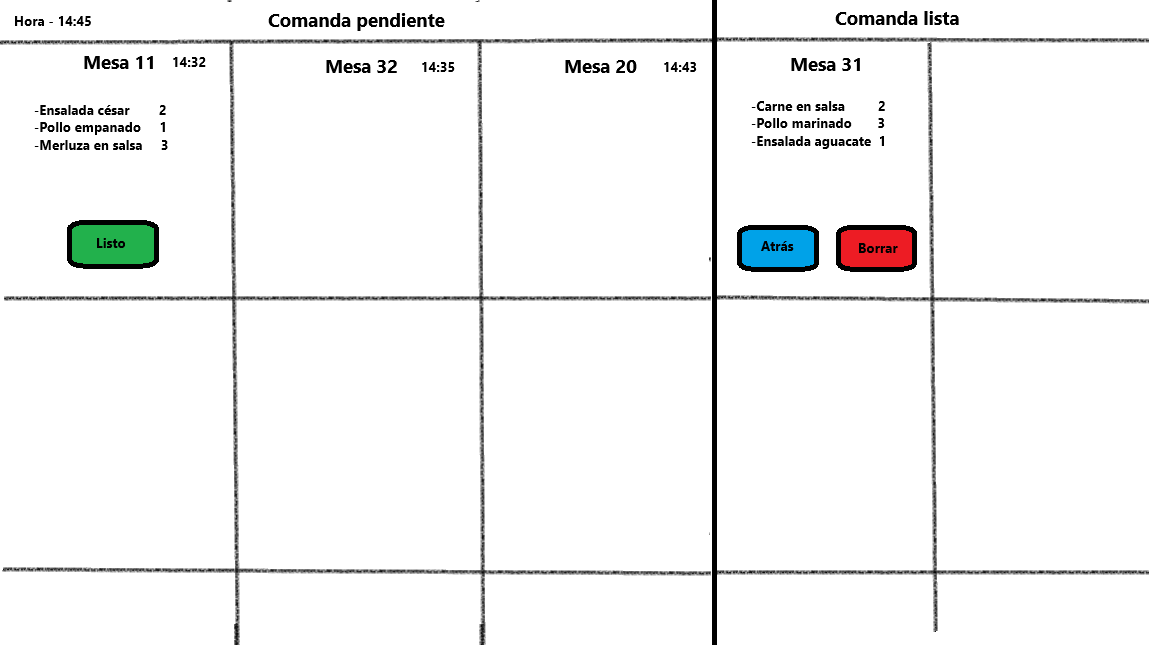 Hora - 14:45
Comanda pendiente
Comanda lista
Mesa 11 14:32
-Ensalada césar 2
-Pollo empanado 1
-Merluza en salsa 3
Listo
Mesa 32 14:35
Mesa 20 14:43
Mesa 31
-Carne en salsa 2
-Pollo marinado 3
-Ensalada aguacate 1
Atrás
Borrar